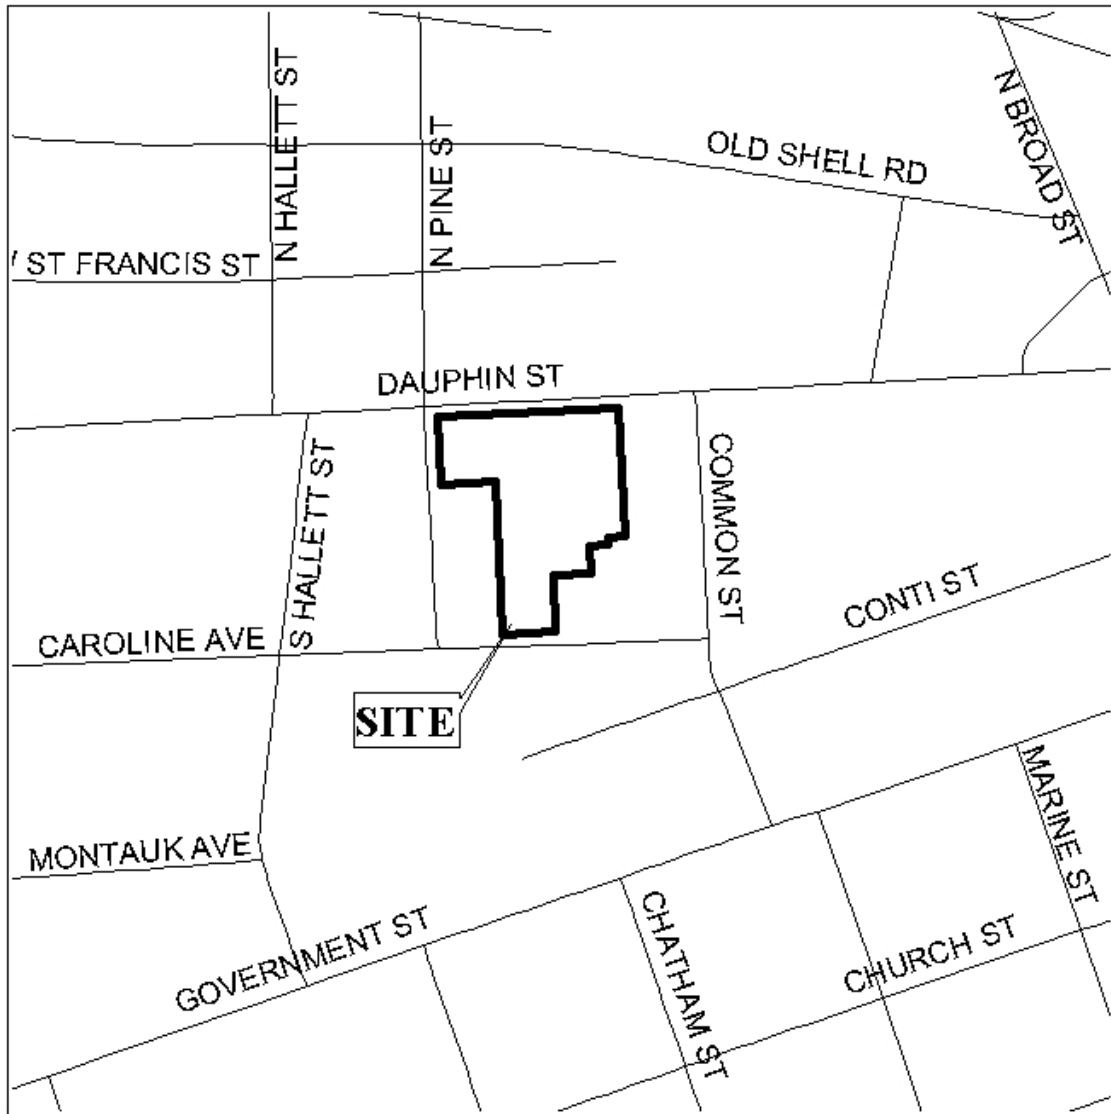 N HALLETT ST
N PINE ST
OLD SHELL RD
N BROAD ST
ST FRANCIS ST
DAUPHIN ST
S HALLETT ST
COMMON ST
CONTI ST
CAROLINE AVE
SITE
MONTAUK AVE
MARINE ST
GOVERNMENT ST
CHATHAM ST
CHURCH ST